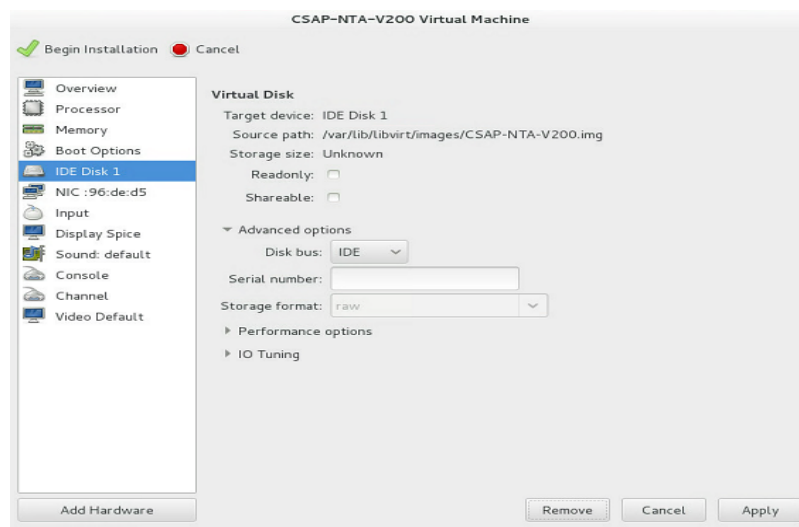 CSAP-NTA-V200 Virtual Machine
Begin Installation Cancel
Overview
Processor
Memory
Boot Options
IDE Disk 1
NIC :96:de:d5
Input
Display Spice
Sound: default
Console
Channel
Video Default
Add Hardware
Virtual Disk
Target device: IDE Disk 1
Source path: /var/lib/libvirt/images/CSAP-NTA-V200.img
Storage size: Unknown
Readonly:
Shareable:
Advanced options
Disk bus: IDE
Serial number:
Storage format: raw
Performance options
IO Tuning
Remove Cancel Apply